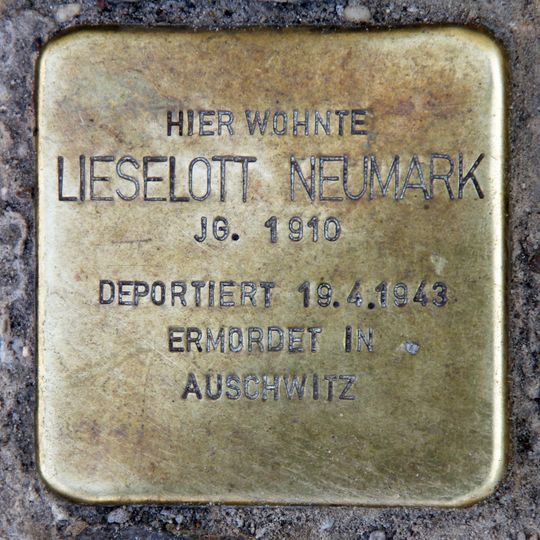 HIER WOHNTE
LIESELOTT NEUMARK
JG. 1910
DEPORTIERT 19.4.1943
ERMORDET IN
AUSCHWITZ